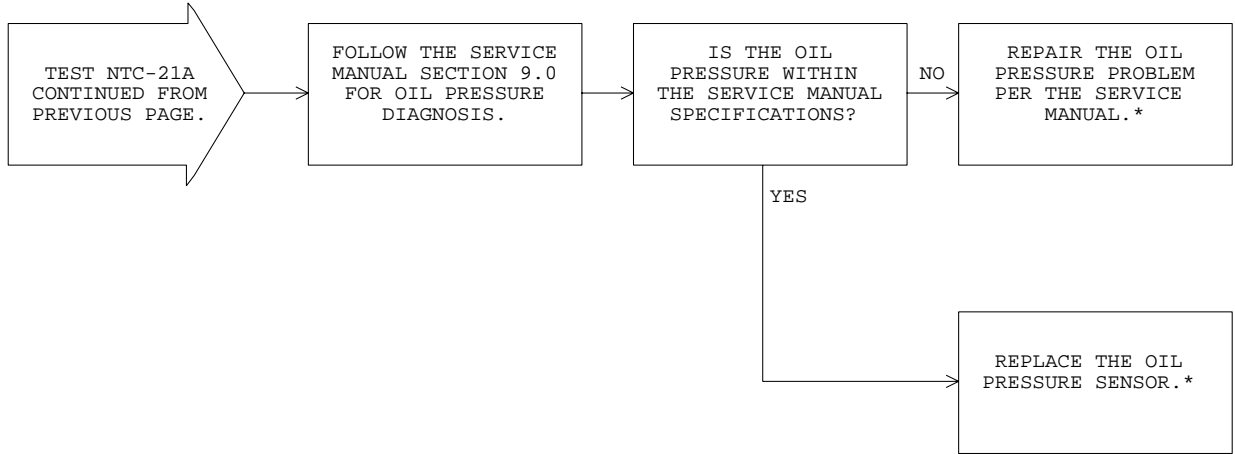 TEST NTC-21A
CONTINUED FROM
PREVIOUS PAGE.
FOLLOW THE SERVICE
MANUAL SECTION 9.0
FOR OIL PRESSURE
DIAGNOSIS.
IS THE OIL
PRESSURE WITHIN
THE SERVICE MANUAL
SPECIFICATIONS?
NO
REPAIR THE OIL
PRESSURE PROBLEM
PER THE SERVICE
MANUAL.*
YES
REPLACE THE OIL
PRESSURE SENSOR.*